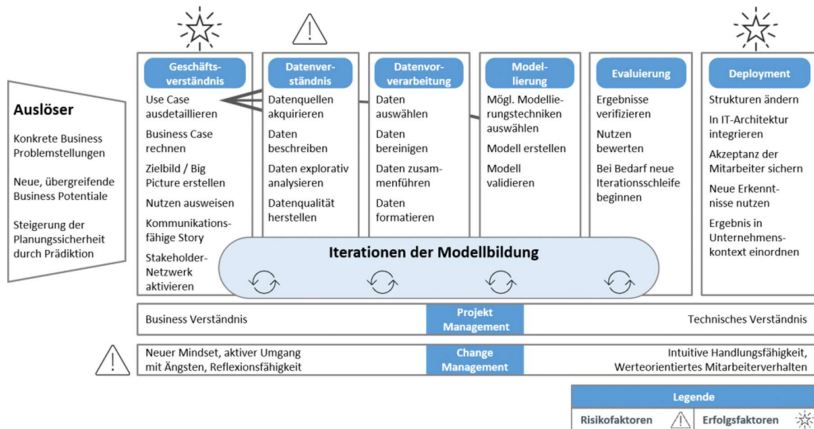 Auslöser
Konkrete Business
Problemstellungen
Neue, übergreifende
Business Potentiale
Steigerung der
Planungssicherheit
durch Prädiktion
Geschäfts-
verständnis
Use Case
ausdetaillieren
Business Case
rechnen
Zielbild / Big
Picture erstellen
Nutzen ausweisen
Kommunikations-
fähige Story
Stakeholder-
Netzwerk
aktivieren
Datenver-
ständnis
Datenquellen
akquirieren
Daten
beschreiben
Daten explorativ
analysieren
Datenqualität
herstellen
Datenvor-
verarbeitung
Daten
auswählen
Daten
bereinigen
Daten zusam-
menführen
Daten
formatieren
Model-
lierung
Mögl. Modellie-
rungstechniken
auswählen
Modell erstellen
Modell
validieren
Evaluierung
Ergebnisse
verifizieren
Nutzen
bewerten
Bei Bedarf neue
Iterationsschleife
beginnen
Deployment
Strukturen ändern
In IT-Architektur
integrieren
Akzeptanz der
Mitarbeiter sichern
Neue Erkennt-
nisse nutzen
Ergebnis in
Unternehmens-
kontext einordnen
Iterationen der Modellbildung
Business Verständnis
Projekt
Management
Technisches Verständnis
Neuer Mindset, aktiver Umgang
mit Ängsten, Reflexionsfähigkeit
Change
Management
Intuitive Handlungsfähigkeit,
Werteorientiertes Mitarbeiterverhalten
Legende
Risikofaktoren
Erfolgsfaktoren